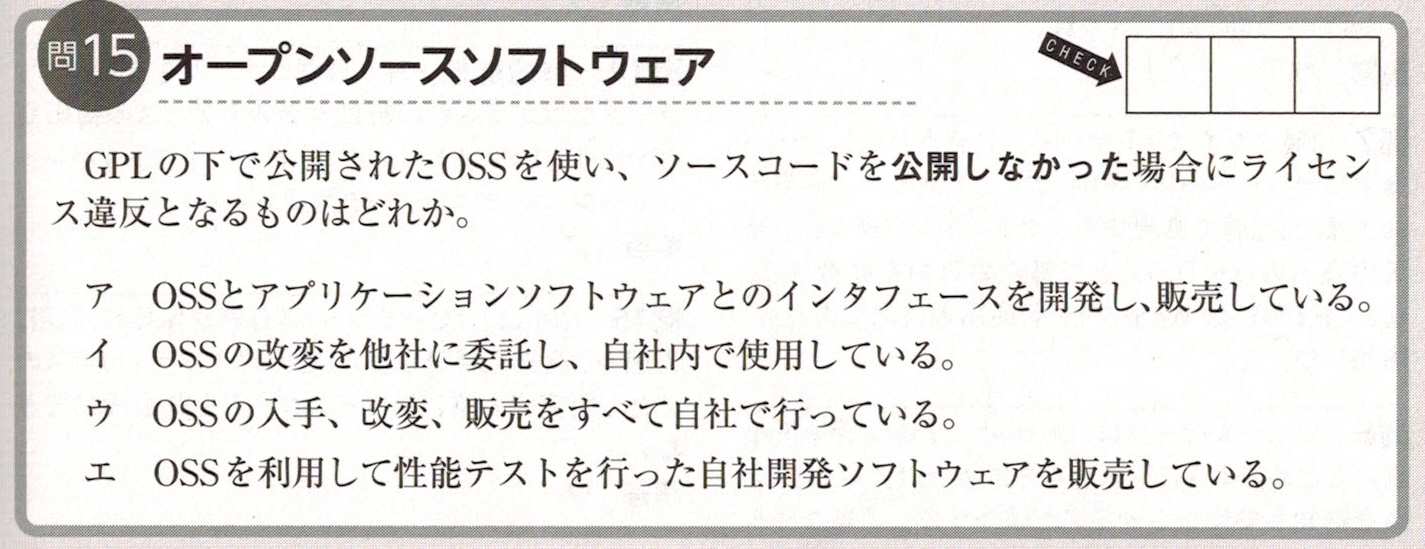 問15 オープンソースソフトウェア
CHECK
GPLの下で公開されたOSSを使い、ソースコードを公開しなかった場合にライセン
ス違反となるものはどれか。
ア OSSとアプリケーションソフトウェアとのインタフェースを開発し、販売している。
イ OSSの改変を他社に委託し、自社内で使用している。
ウ OSSの入手、改変、販売をすべて自社で行っている。
エ OSSを利用して性能テストを行った自社開発ソフトウェアを販売している。